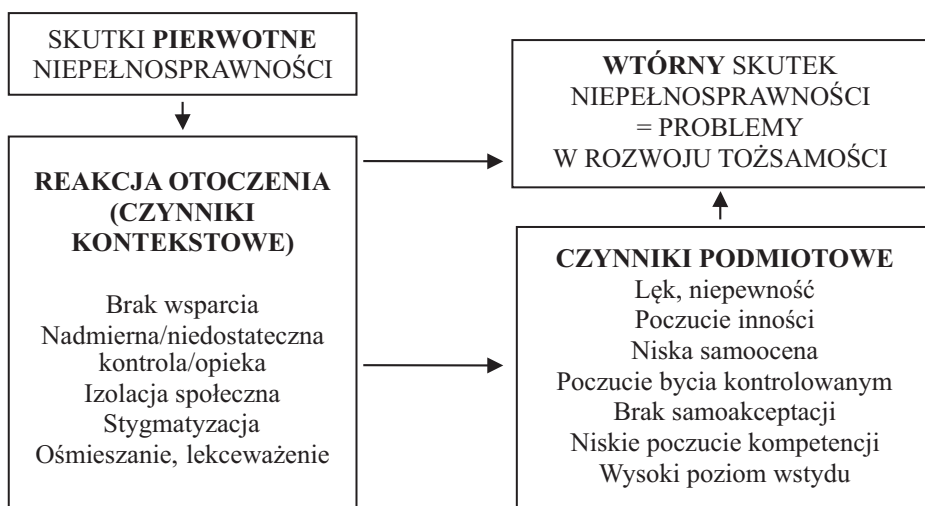 SKUTKI PIERWOTNE
NIEPEŁNOSPRAWNOŚCI
REAKCJA OTOCZENIA
(CZYNNIKI
KONTEKSTOWE)
Brak wsparcia
Nadmierna/niedostateczna
kontrola/opieka
Izolacja społeczna
Stygmatyzacja
Ośmieszanie, lekceważenie
WTÓRNY SKUTEK
NIEPEŁNOSPRAWNOŚCI
= PROBLEMY
W ROZWOJU TOŻSAMOŚCI
CZYNNIKI PODMIOTOWE
Lęk, niepewność
Poczucie inności
Niska samoocena
Poczucie bycia kontrolowanym
Brak samoakceptacji
Niskie poczucie kompetencji
Wysoki poziom wstydu